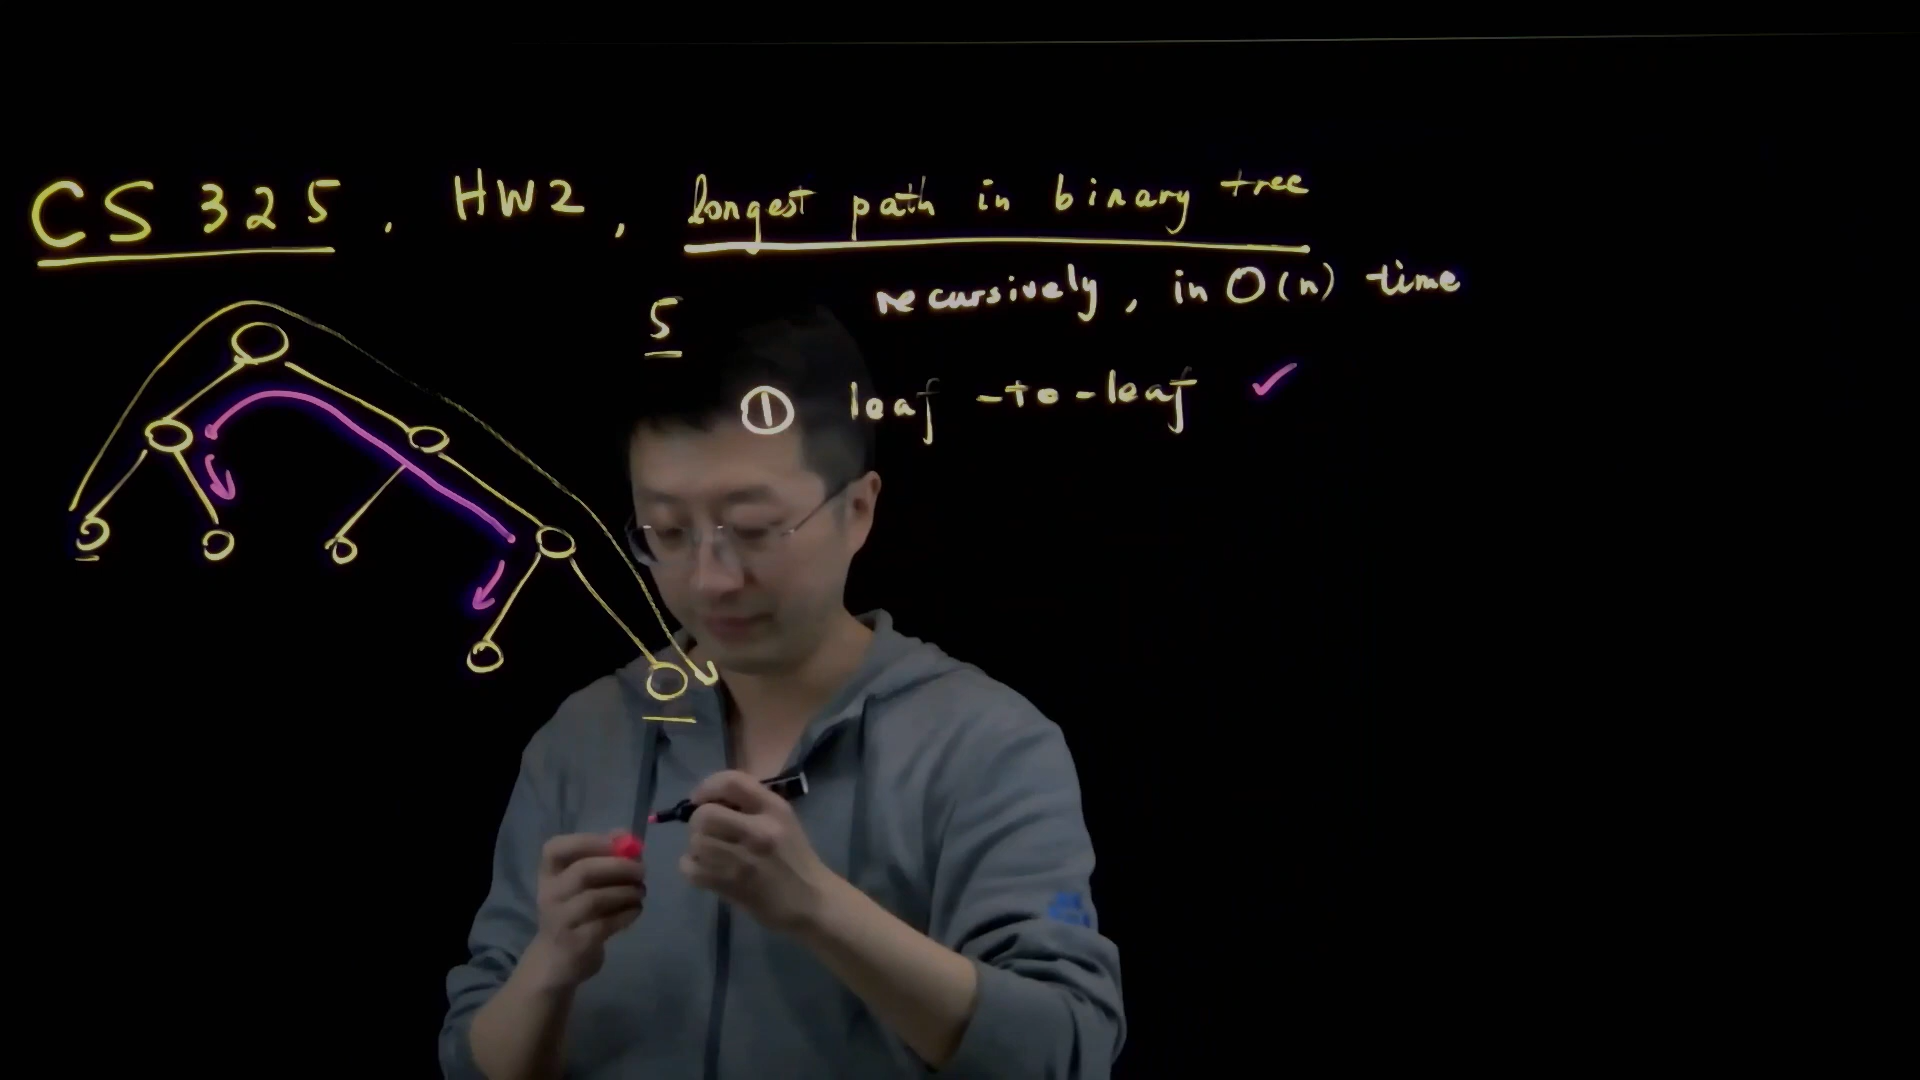 CS 325 . HW2 , longest path in binary tree
recursively , in O(n) time
5
① leaf -to-leaf ✓